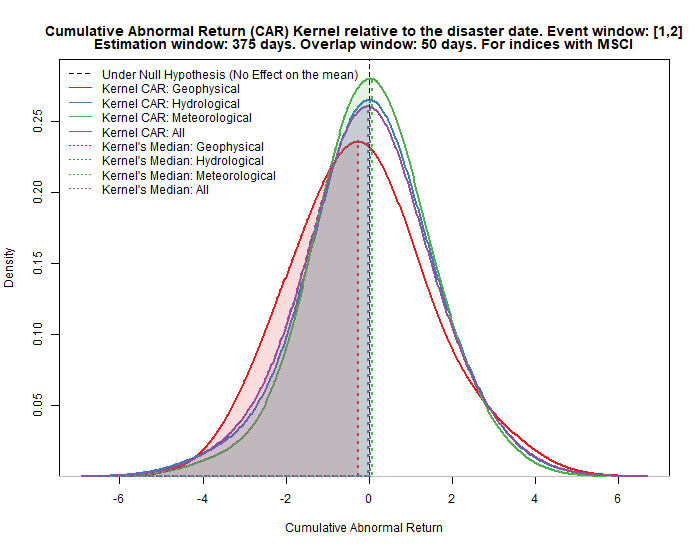 Cumulative Abnormal Return (CAR) Kernel relative to the disaster date. Event window: [1,2]
Estimation window: 375 days. Overlap window: 50 days. For indices with MSCI
Under Null Hypothesis (No Effect on the mean)
Kernel CAR: Geophysical
Kernel CAR: Hydrological
Kernel CAR: Meteorological
Kernel CAR: All
Kernel's Median: Geophysical
Kernel's Median: Hydrological
Kernel's Median: Meteorological
Kernel's Median: All
Density
0.25
0.20
0.15
0.10
0.05
-6 -4 -2 0 2 4 6
Cumulative Abnormal Return